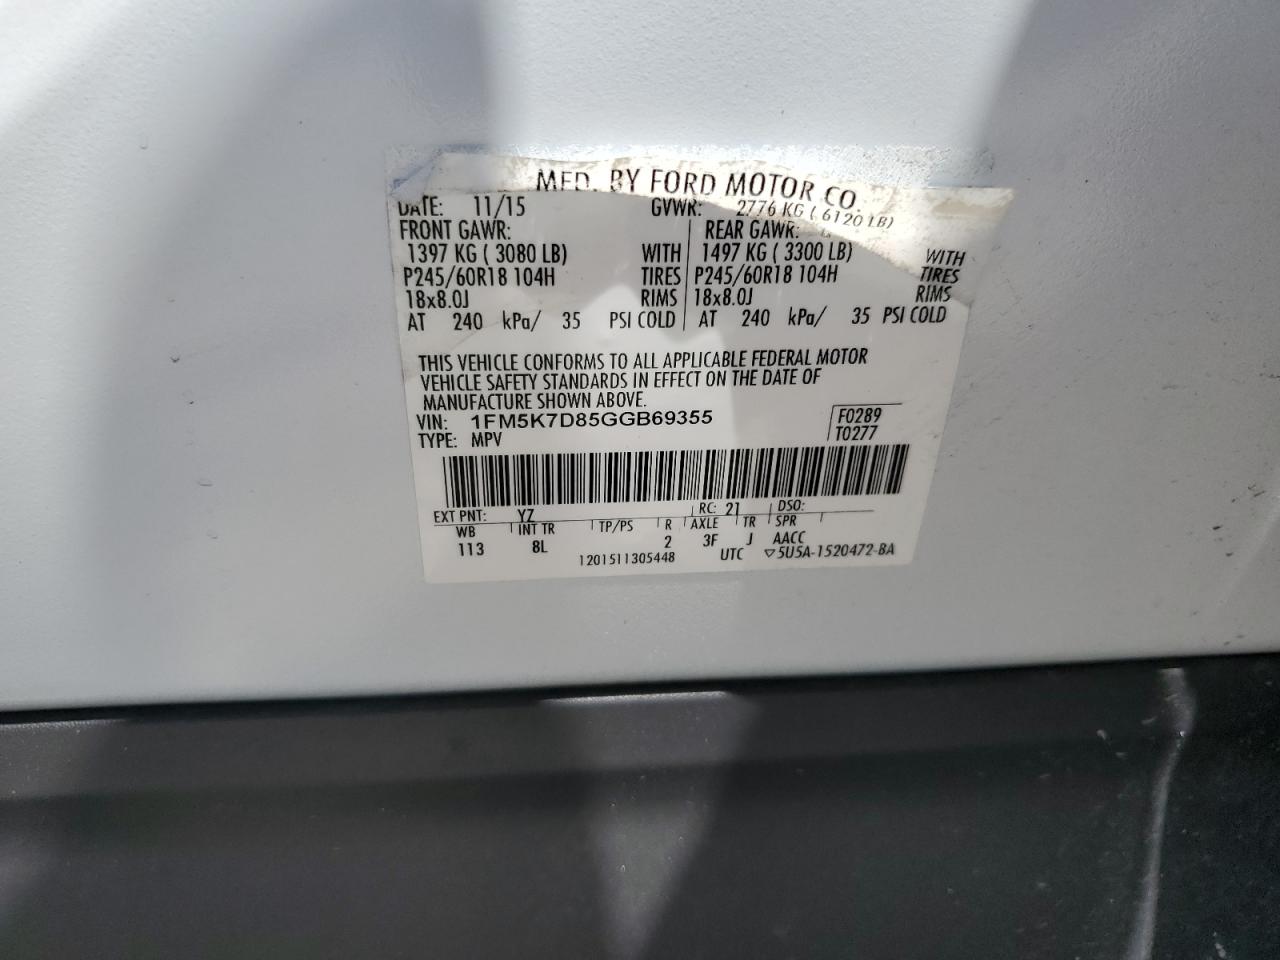 MFD. BY FORD MOTOR CO.
DATE: 11/15 GVWR: 2776 KG ( 6120 LB)
FRONT GAWR: REAR GAWR:
1397 KG ( 3080 LB) WITH 1497 KG ( 3300 LB) WITH
P245/60R18 104H TIRES P245/60R18 104H TIRES
18x8.0J RIMS 18x8.0J RIMS
AT 240 kPa/ 35 PSI COLD AT 240 kPa/ 35 PSI COLD
THIS VEHICLE CONFORMS TO ALL APPLICABLE FEDERAL MOTOR
VEHICLE SAFETY STANDARDS IN EFFECT ON THE DATE OF
MANUFACTURE SHOWN ABOVE.
VIN: 1FM5K7D85GGB69355 F0289
TYPE: MPV T0277
EXT PNT: YZ RC: 21 DSO:
WB INT TR TP/PS R AXLE TR SPR
113 8L 2 3F J AACC
1201511305448 UTC ▽5U5A-1520472-BA